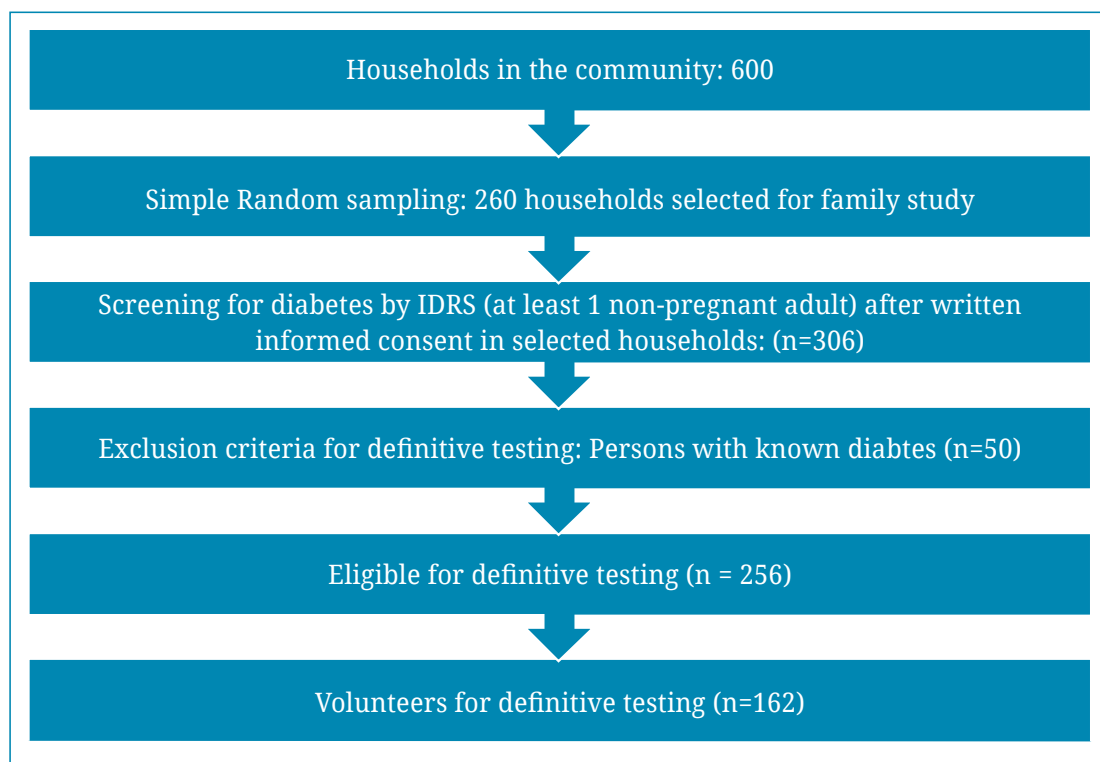 Households in the community: 600
Simple Random sampling: 260 households selected for family study
Screening for diabetes by IDRS (at least 1 non-pregnant adult) after written
informed consent in selected households: (n=306)
Exclusion criteria for definitive testing: Persons with known diabtes (n=50)
Eligible for definitive testing (n = 256)
Volunteers for definitive testing (n=162)